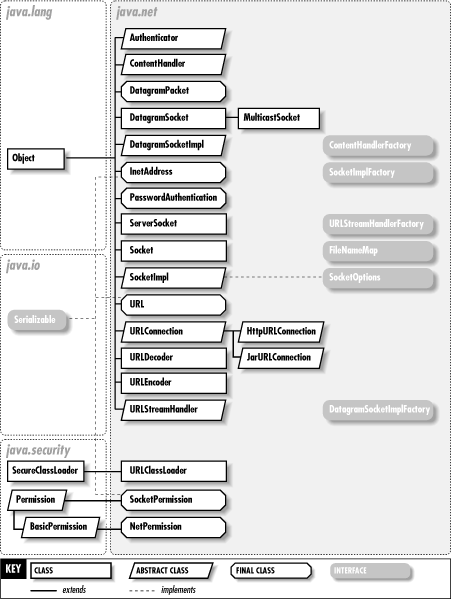 java.lang
java.net
Authenticator
ContentHandler
DatagramPacket
DatagramSocket
MulticastSocket
DatagramSocketImpl
ContentHandlerFactory
Object
InetAddress
SocketImplFactory
PasswordAuthentication
ServerSocket
URLStreamHandlerFactory
Socket
FileNameMap
java.io
SocketImpl
SocketOptions
URL
Serializable
URLConnection
HttpURLConnection
URLDecoder
JarURLConnection
URLEncoder
URLStreamHandler
DatagramSocketImplFactory
java.security
SecureClassLoader
URLClassLoader
Permission
SocketPermission
BasicPermission
NetPermission
KEY
CLASS
ABSTRACT CLASS
FINAL CLASS
INTERFACE
extends
implements